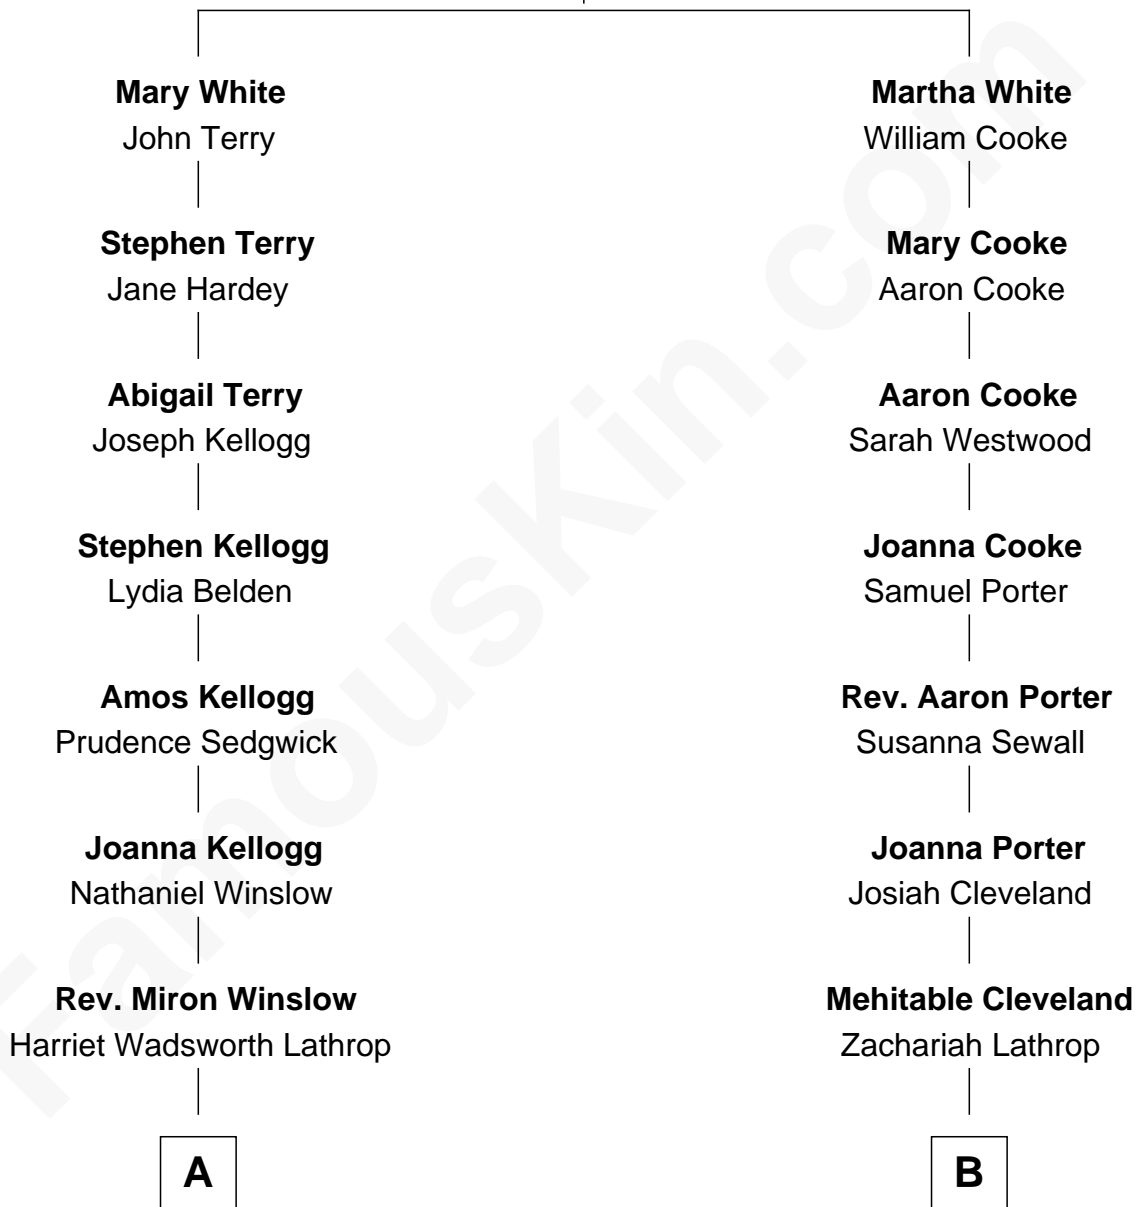 Mary White
John Terry
Stephen Terry
Jane Hardey
Abigail Terry
Joseph Kellogg
Stephen Kellogg
Lydia Belden
Amos Kellogg
Prudence Sedgwick
Joanna Kellogg
Nathaniel Winslow
Rev. Miron Winslow
Harriet Wadsworth Lathrop
A
Martha White
William Cooke
Mary Cooke
Aaron Cooke
Aaron Cooke
Sarah Westwood
Joanna Cooke
Samuel Porter
Rev. Aaron Porter
Susanna Sewall
Joanna Porter
Josiah Cleveland
Mehitable Cleveland
Zachariah Lathrop
B
FamousKin.com